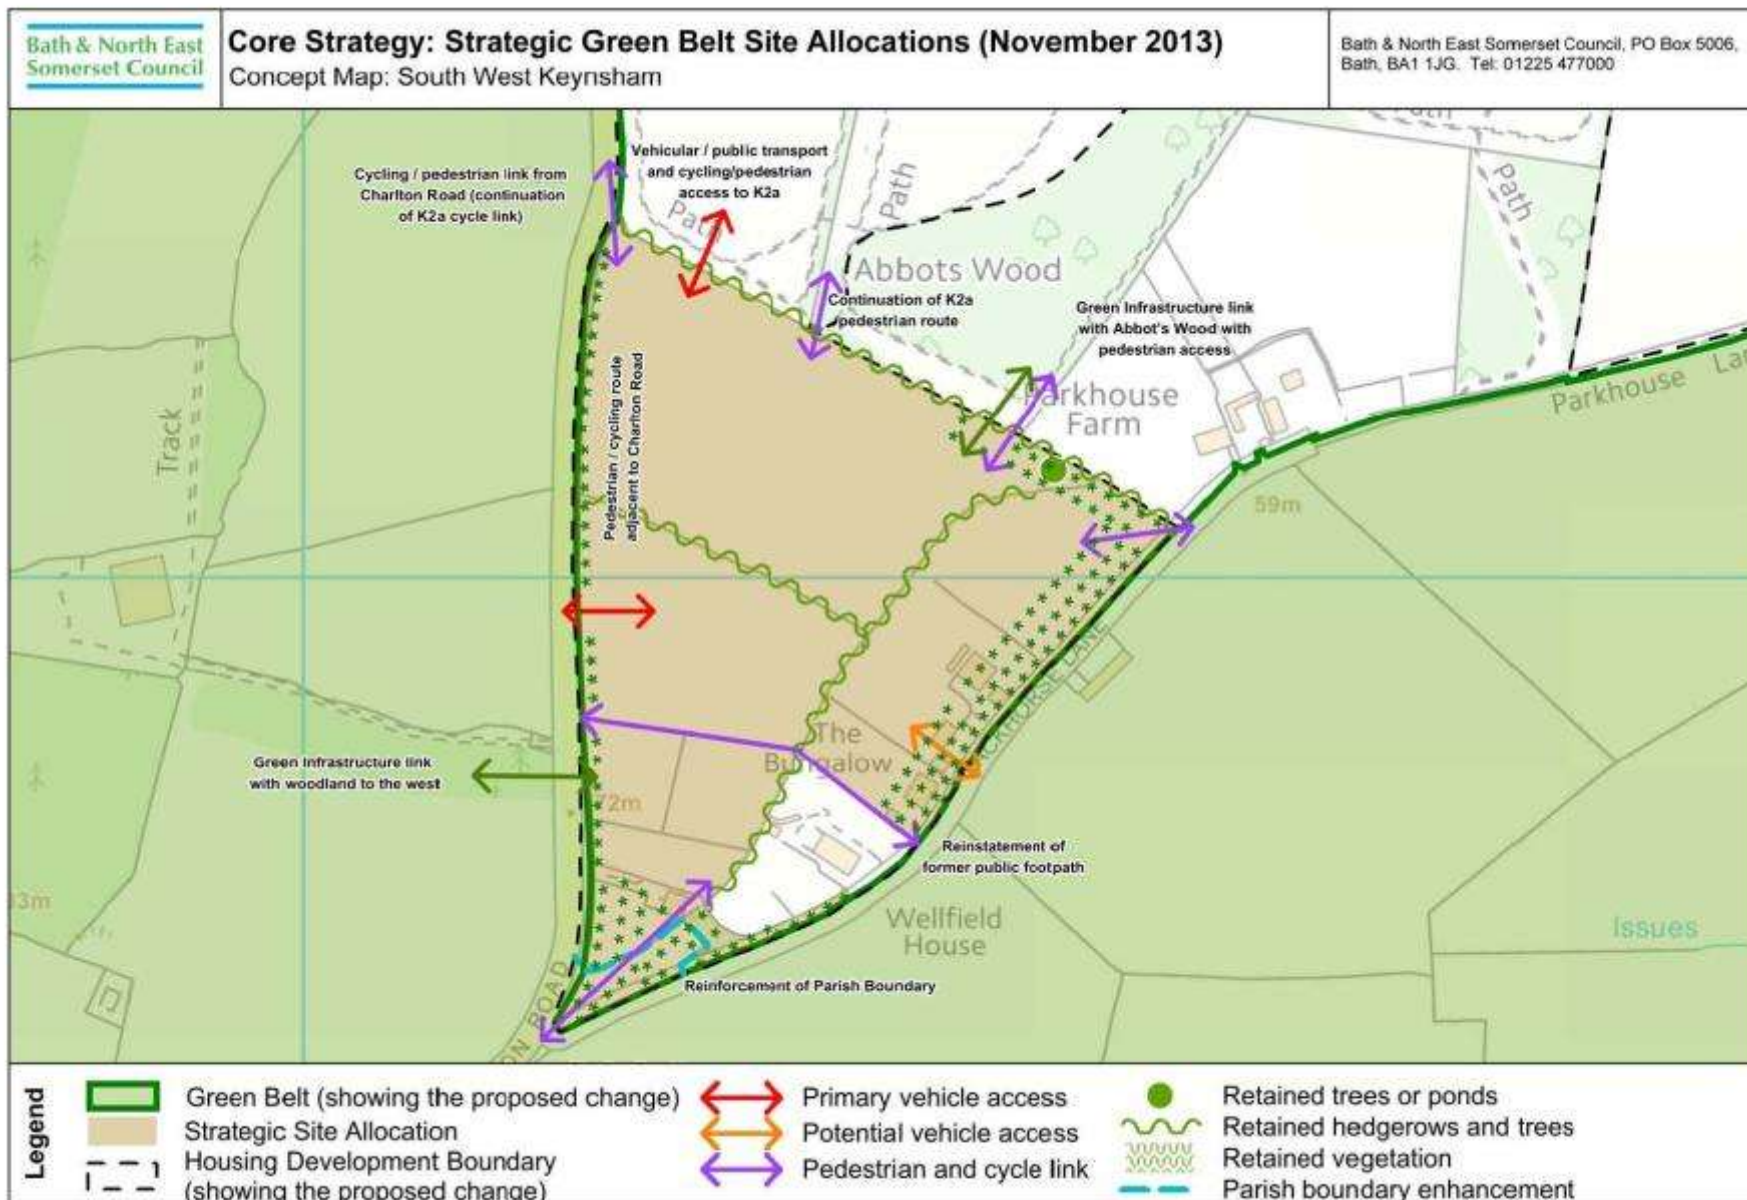 Bath & North East
Somerset Council
Core Strategy: Strategic Green Belt Site Allocations (November 2013)
Concept Map: South West Keynsham
Bath & North East Somerset Council, PO Box 5006,
Bath, BA1 1JG. Tel: 01225 477000
Cycling / pedestrian link from
Charlton Road (continuation
of K2a cycle link)
Vehicular / public transport
and cycling/pedestrian
access to K2a
Path
Path
Path
Abbots Wood
Continuation of K2a
pedestrian route
Green Infrastructure link
with Abbot's Wood with
pedestrian access
Parkhouse
Farm
Parkhouse
Track
Pedestrian / cycling route
adjacent to Charlton Road
59m
LANE
The
Bungalow
Green Infrastructure link
with woodland to the west
72m
Reinstatement of
former public footpath
Wellfield
House
Issues
3m
Reinforcement of Parish Boundary
ON ROAD
Legend
Green Belt (showing the proposed change)
Strategic Site Allocation
Housing Development Boundary
(showing the proposed change)
Primary vehicle access
Potential vehicle access
Pedestrian and cycle link
Retained trees or ponds
Retained hedgerows and trees
Retained vegetation
Parish boundary enhancement